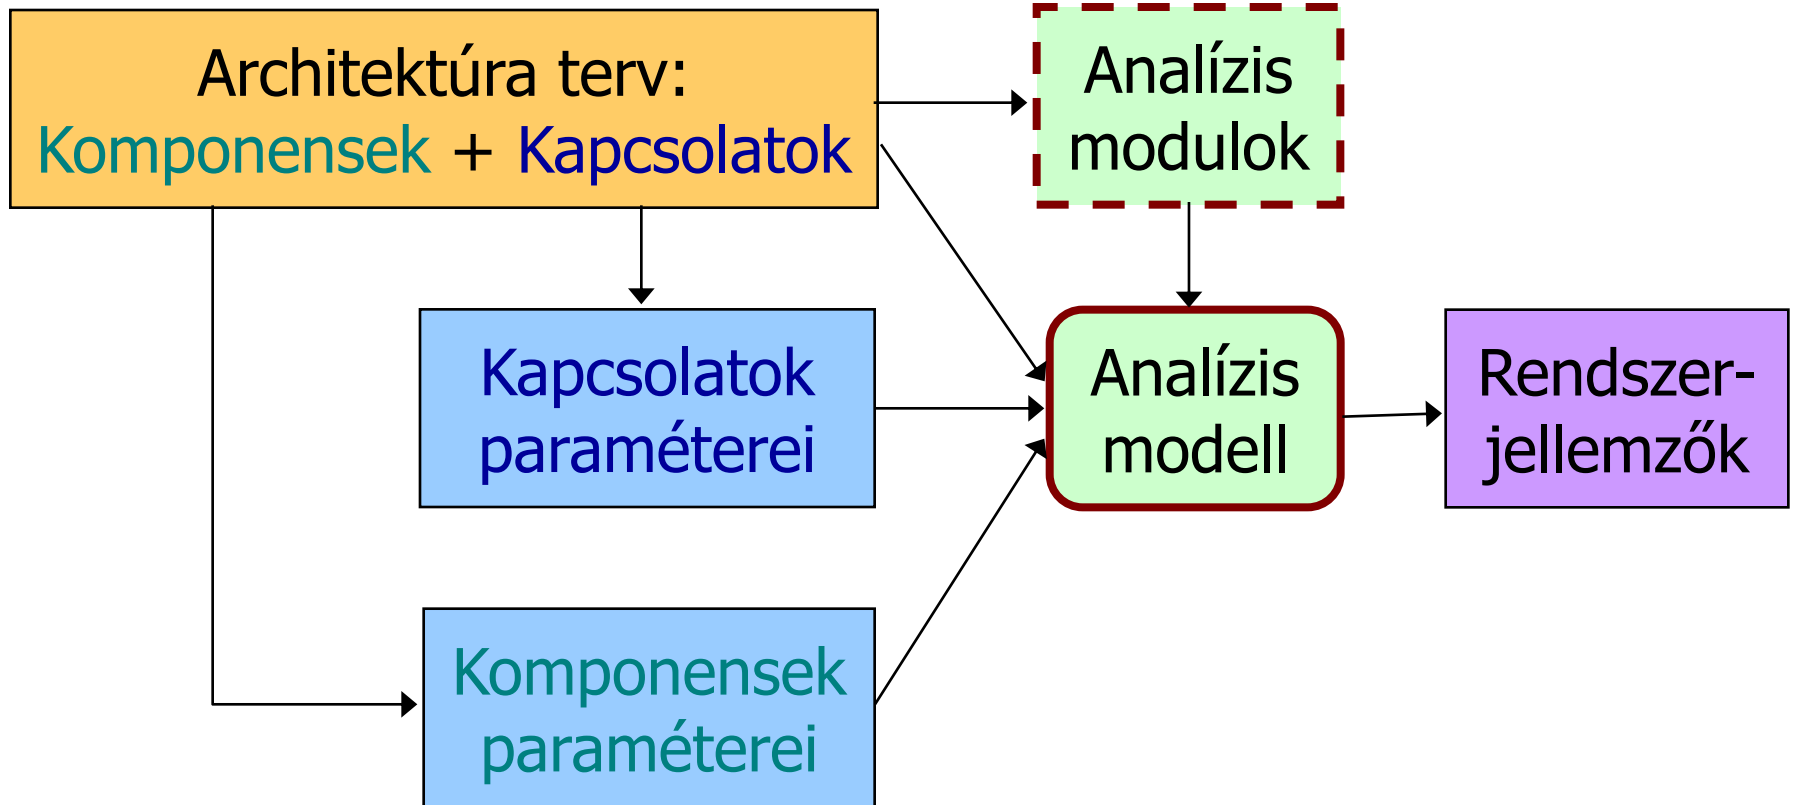 Architektúra terv:
Komponensek + Kapcsolatok
Analízis
modulok
Kapcsolatok
paraméterei
Analízis
modell
Rendszer-
jellemzők
Komponensek
paraméterei